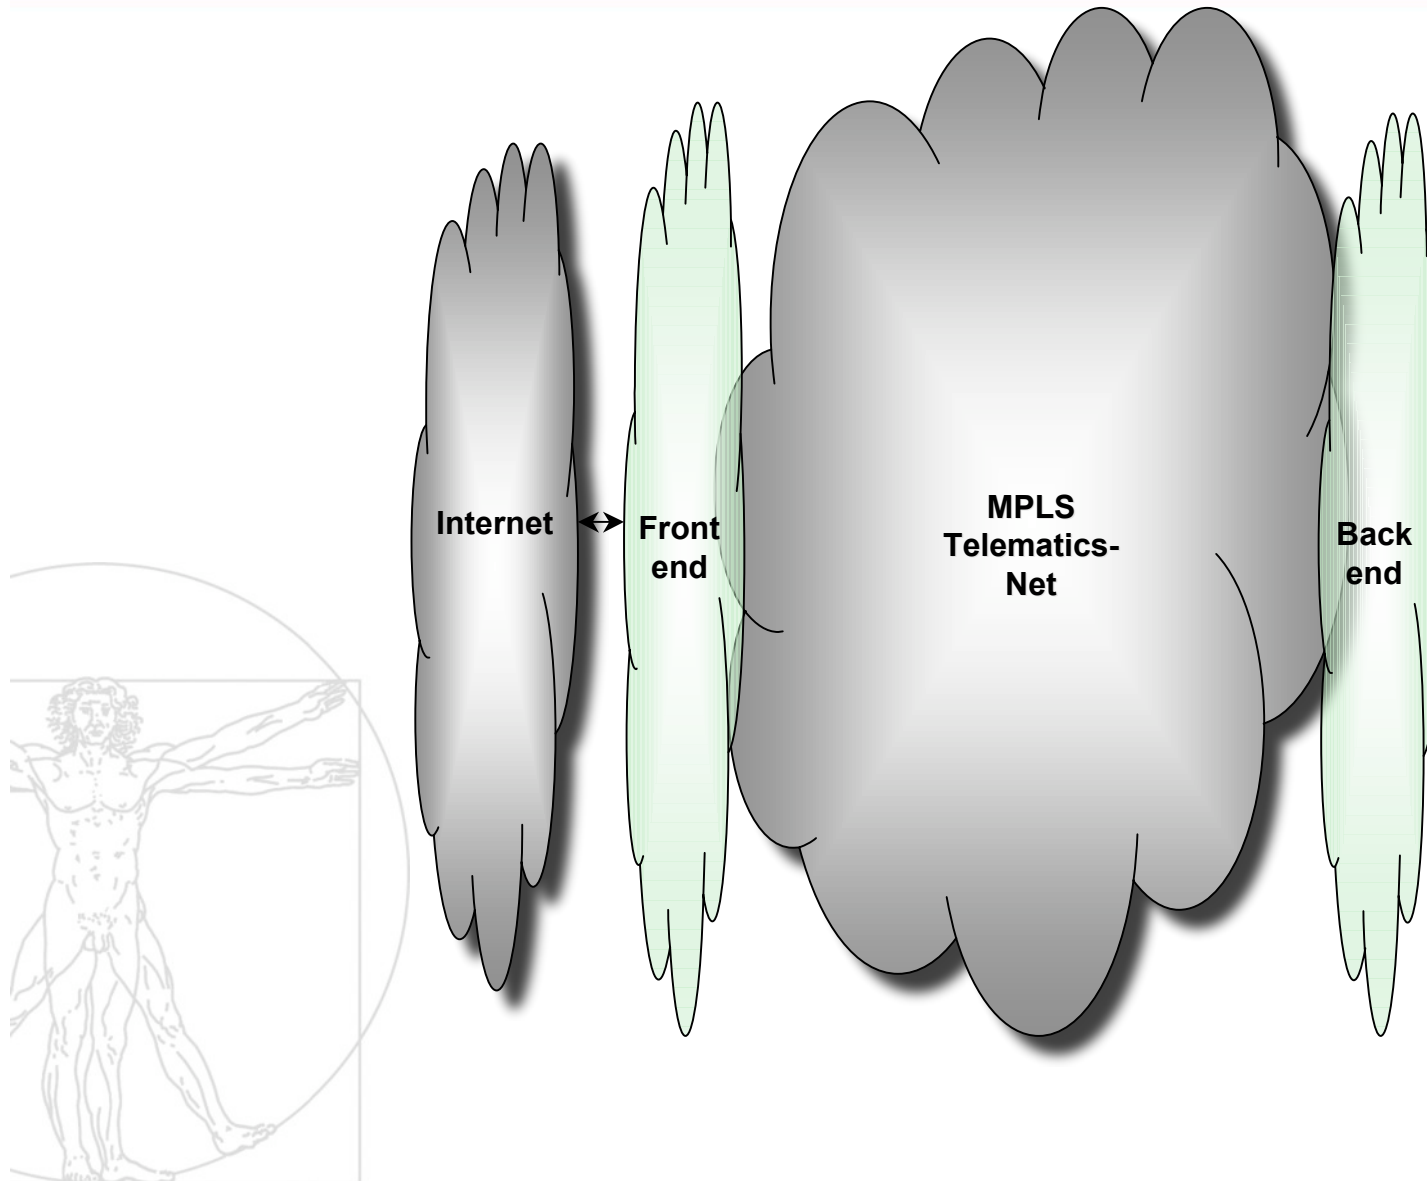 Internet
Front
end
MPLS
Telematics-
Net
Back
end